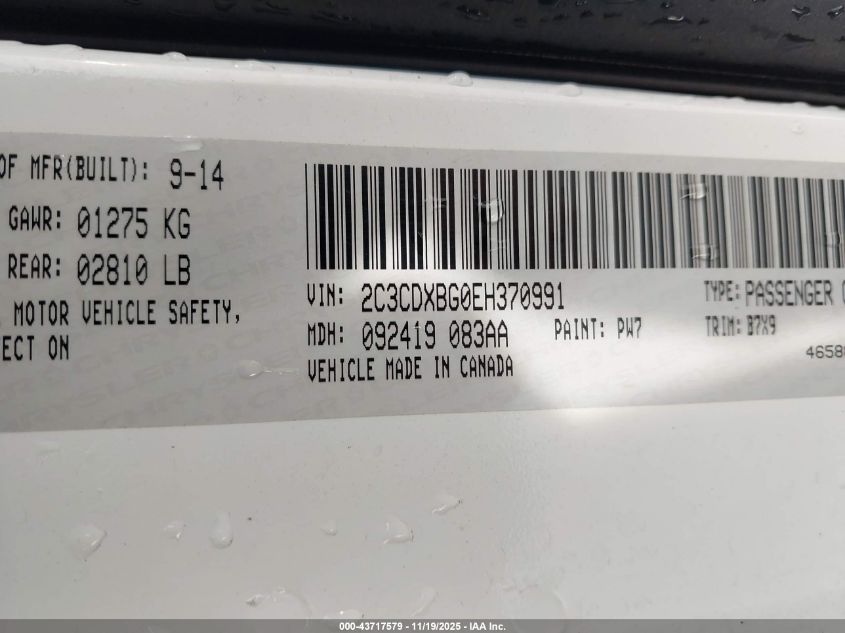 OF MFR(BUILT): 9-14
GAWR: 01275 KG
REAR: 02810 LB
MOTOR VEHICLE SAFETY,
ECT ON
VIN: 2C3CDXBG0EH370991
TYPE: PASSENGER
MDH: 092419 083AA
PAINT: PW7
TRIM: B7X9
VEHICLE MADE IN CANADA
4658
000-43717579 - 11/19/2025 - IAA Inc.